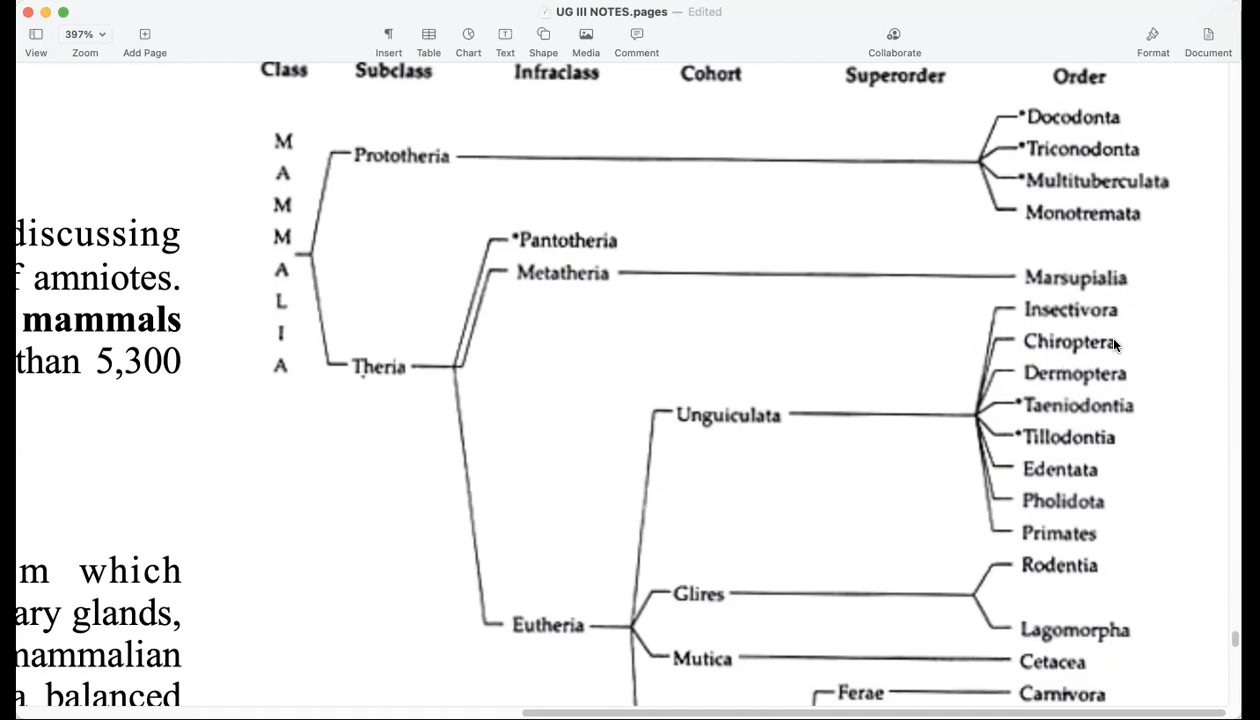 UG III NOTES.pages — Edited
397%
View Zoom Add Page Insert Table Chart Text Shape Media Comment Collaborate Format Document
Class Subclass Infraclass Cohort Superorder Order
*Docodonta
M
*Triconodonta
Prototheria
A
*Multituberculata
M
Monotremata
M
discussing
*Pantotheria
A
Metatheria
Marsupialia
f amniotes.
L
Insectivora
mammals
I
Chiroptera
than 5,300
A
Theria
Dermoptera
*Taeniodontia
Unguiculata
*Tillodontia
Edentata
Pholidota
Primates
m which
Rodentia
Glires
ary glands,
Eutheria
Lagomorpha
mammalian
Mutica
Cetacea
a balanced
Ferae
Carnivora